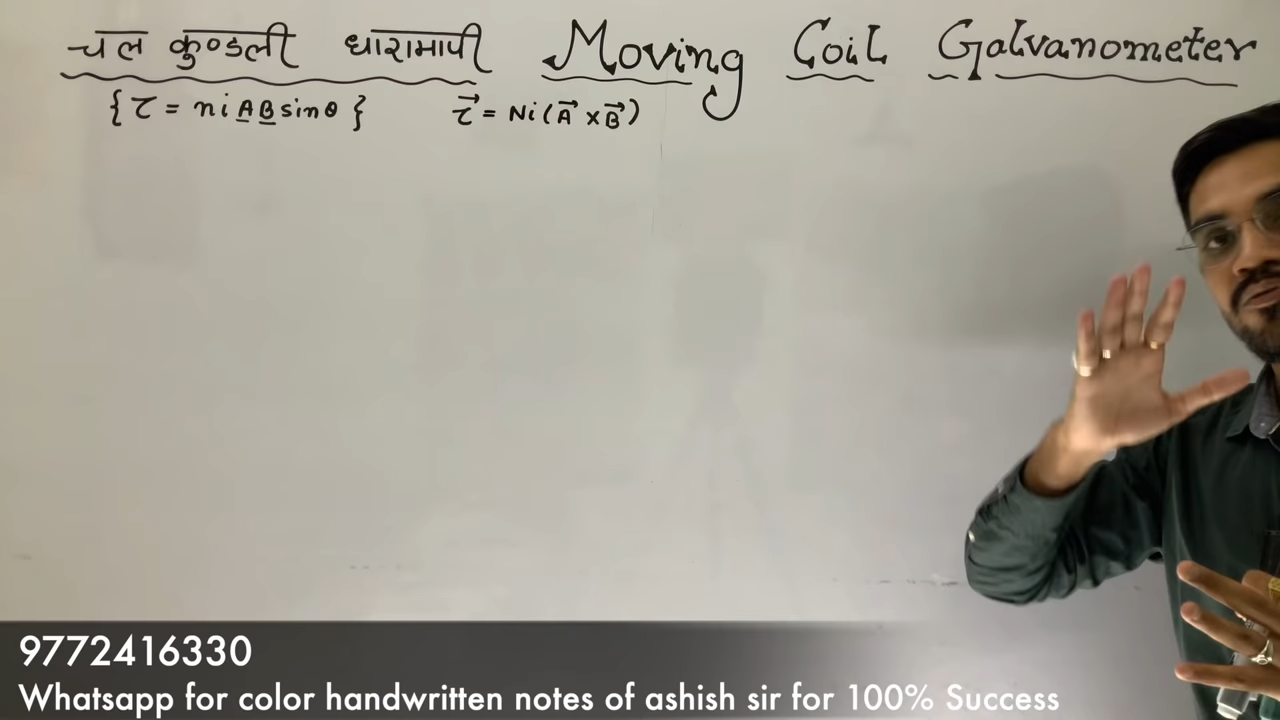 चल कुण्डली धारामापी Moving Coil Galvanometer
{ τ = niABsinθ } τ⃗ = Ni(A⃗ × B⃗)
9772416330
Whatsapp for color handwritten notes of ashish sir for 100% Success